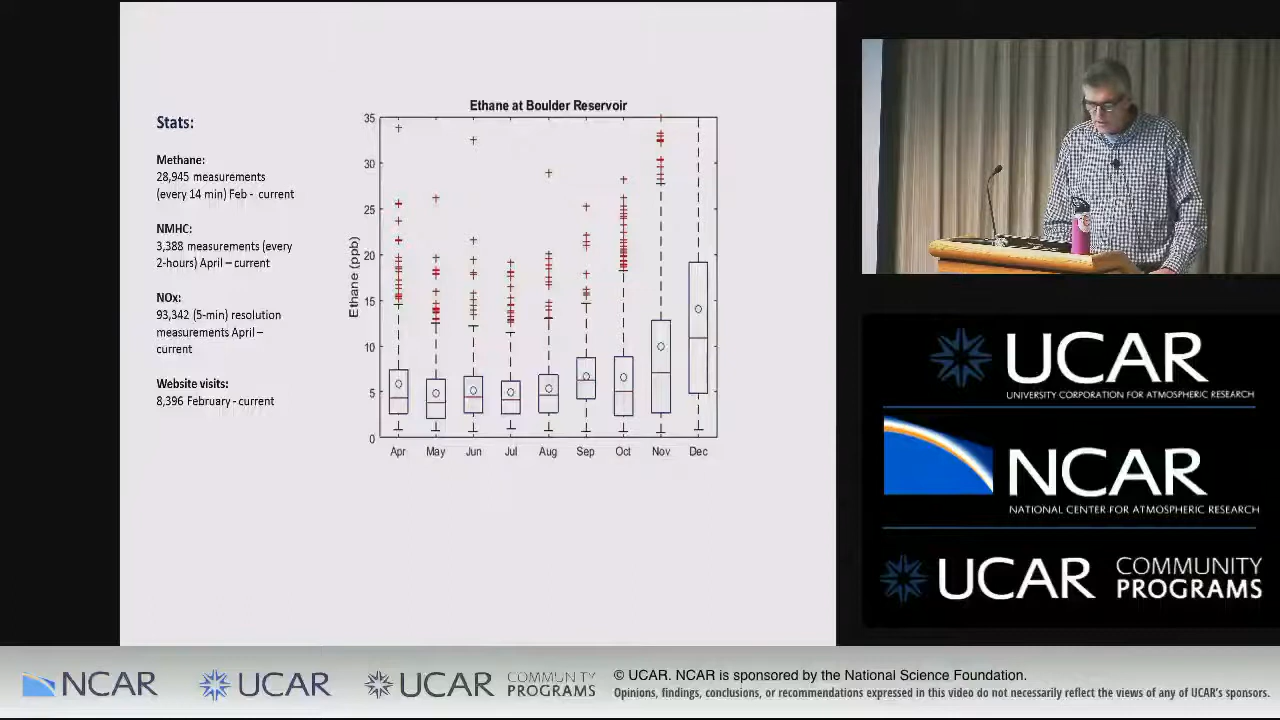 Stats:
Methane:
28,945 measurements
(every 14 min) Feb - current
NMHC:
3,388 measurements (every
2-hours) April – current
NOx:
93,342 (5-min) resolution
measurements April –
current
Website visits:
8,396 February - current
Ethane at Boulder Reservoir
Ethane (ppb)
35
30
25
20
15
10
5
0
Apr May Jun Jul Aug Sep Oct Nov Dec
UCAR
UNIVERSITY CORPORATION FOR ATMOSPHERIC RESEARCH
NCAR
NATIONAL CENTER FOR ATMOSPHERIC RESEARCH
UCAR COMMUNITY
PROGRAMS
NCAR UCAR UCAR COMMUNITY
PROGRAMS
© UCAR. NCAR is sponsored by the National Science Foundation.
Opinions, findings, conclusions, or recommendations expressed in this video do not necessarily reflect the views of any of UCAR's sponsors.